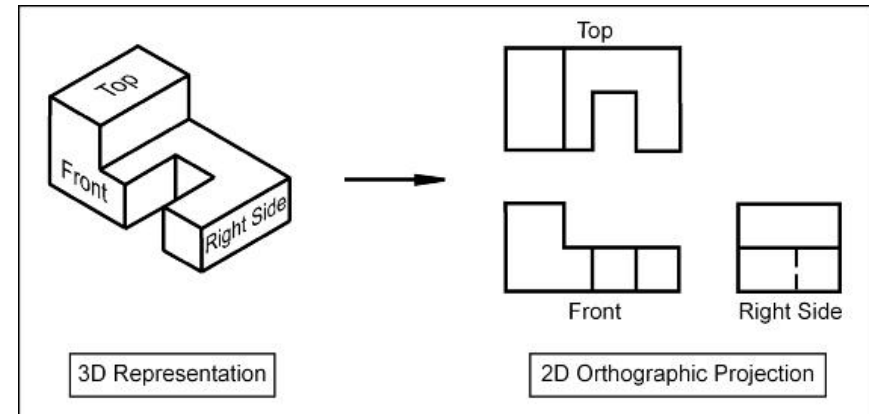 Top
Front
Right Side
Top
Front
Right Side
3D Representation
2D Orthographic Projection